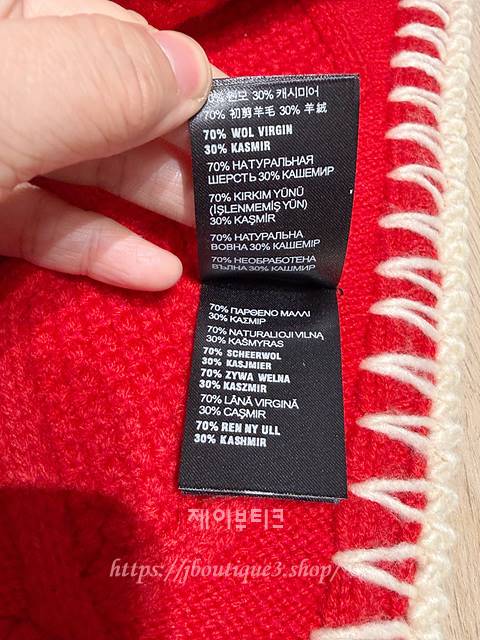 0% 원모 30% 캐시미어
70% 初剪羊毛 30% 羊絨
70% WOL VIRGIN
30% KASMIR
70% НАТУРАЛЬНАЯ
ШЕРСТЬ 30% КАШЕМИР
70% KIRKIM YÜNÜ
(İŞLENMEMİŞ YÜN)
30% KAŞMİR
70% НАТУРАЛЬНА
ВОВНА 30% КАШЕМІР
70% НЕОБРАБОТЕНА
ВЪЛНА 30% КАШМИР
70% ΠΑΡΘΕΝΟ ΜΑΛΛΙ
30% ΚΑΣΜΙΡ
70% NATURALIOJI VILNA
30% KAŠMYRAS
70% SCHEERWOL
30% KASJMIER
70% ZYWA WELNA
30% KASZMIR
70% LÂNĂ VIRGINĂ
30% CAŞMIR
70% REN NY ULL
30% KASHMIR
제이부티크
https://jboutique3.shop/